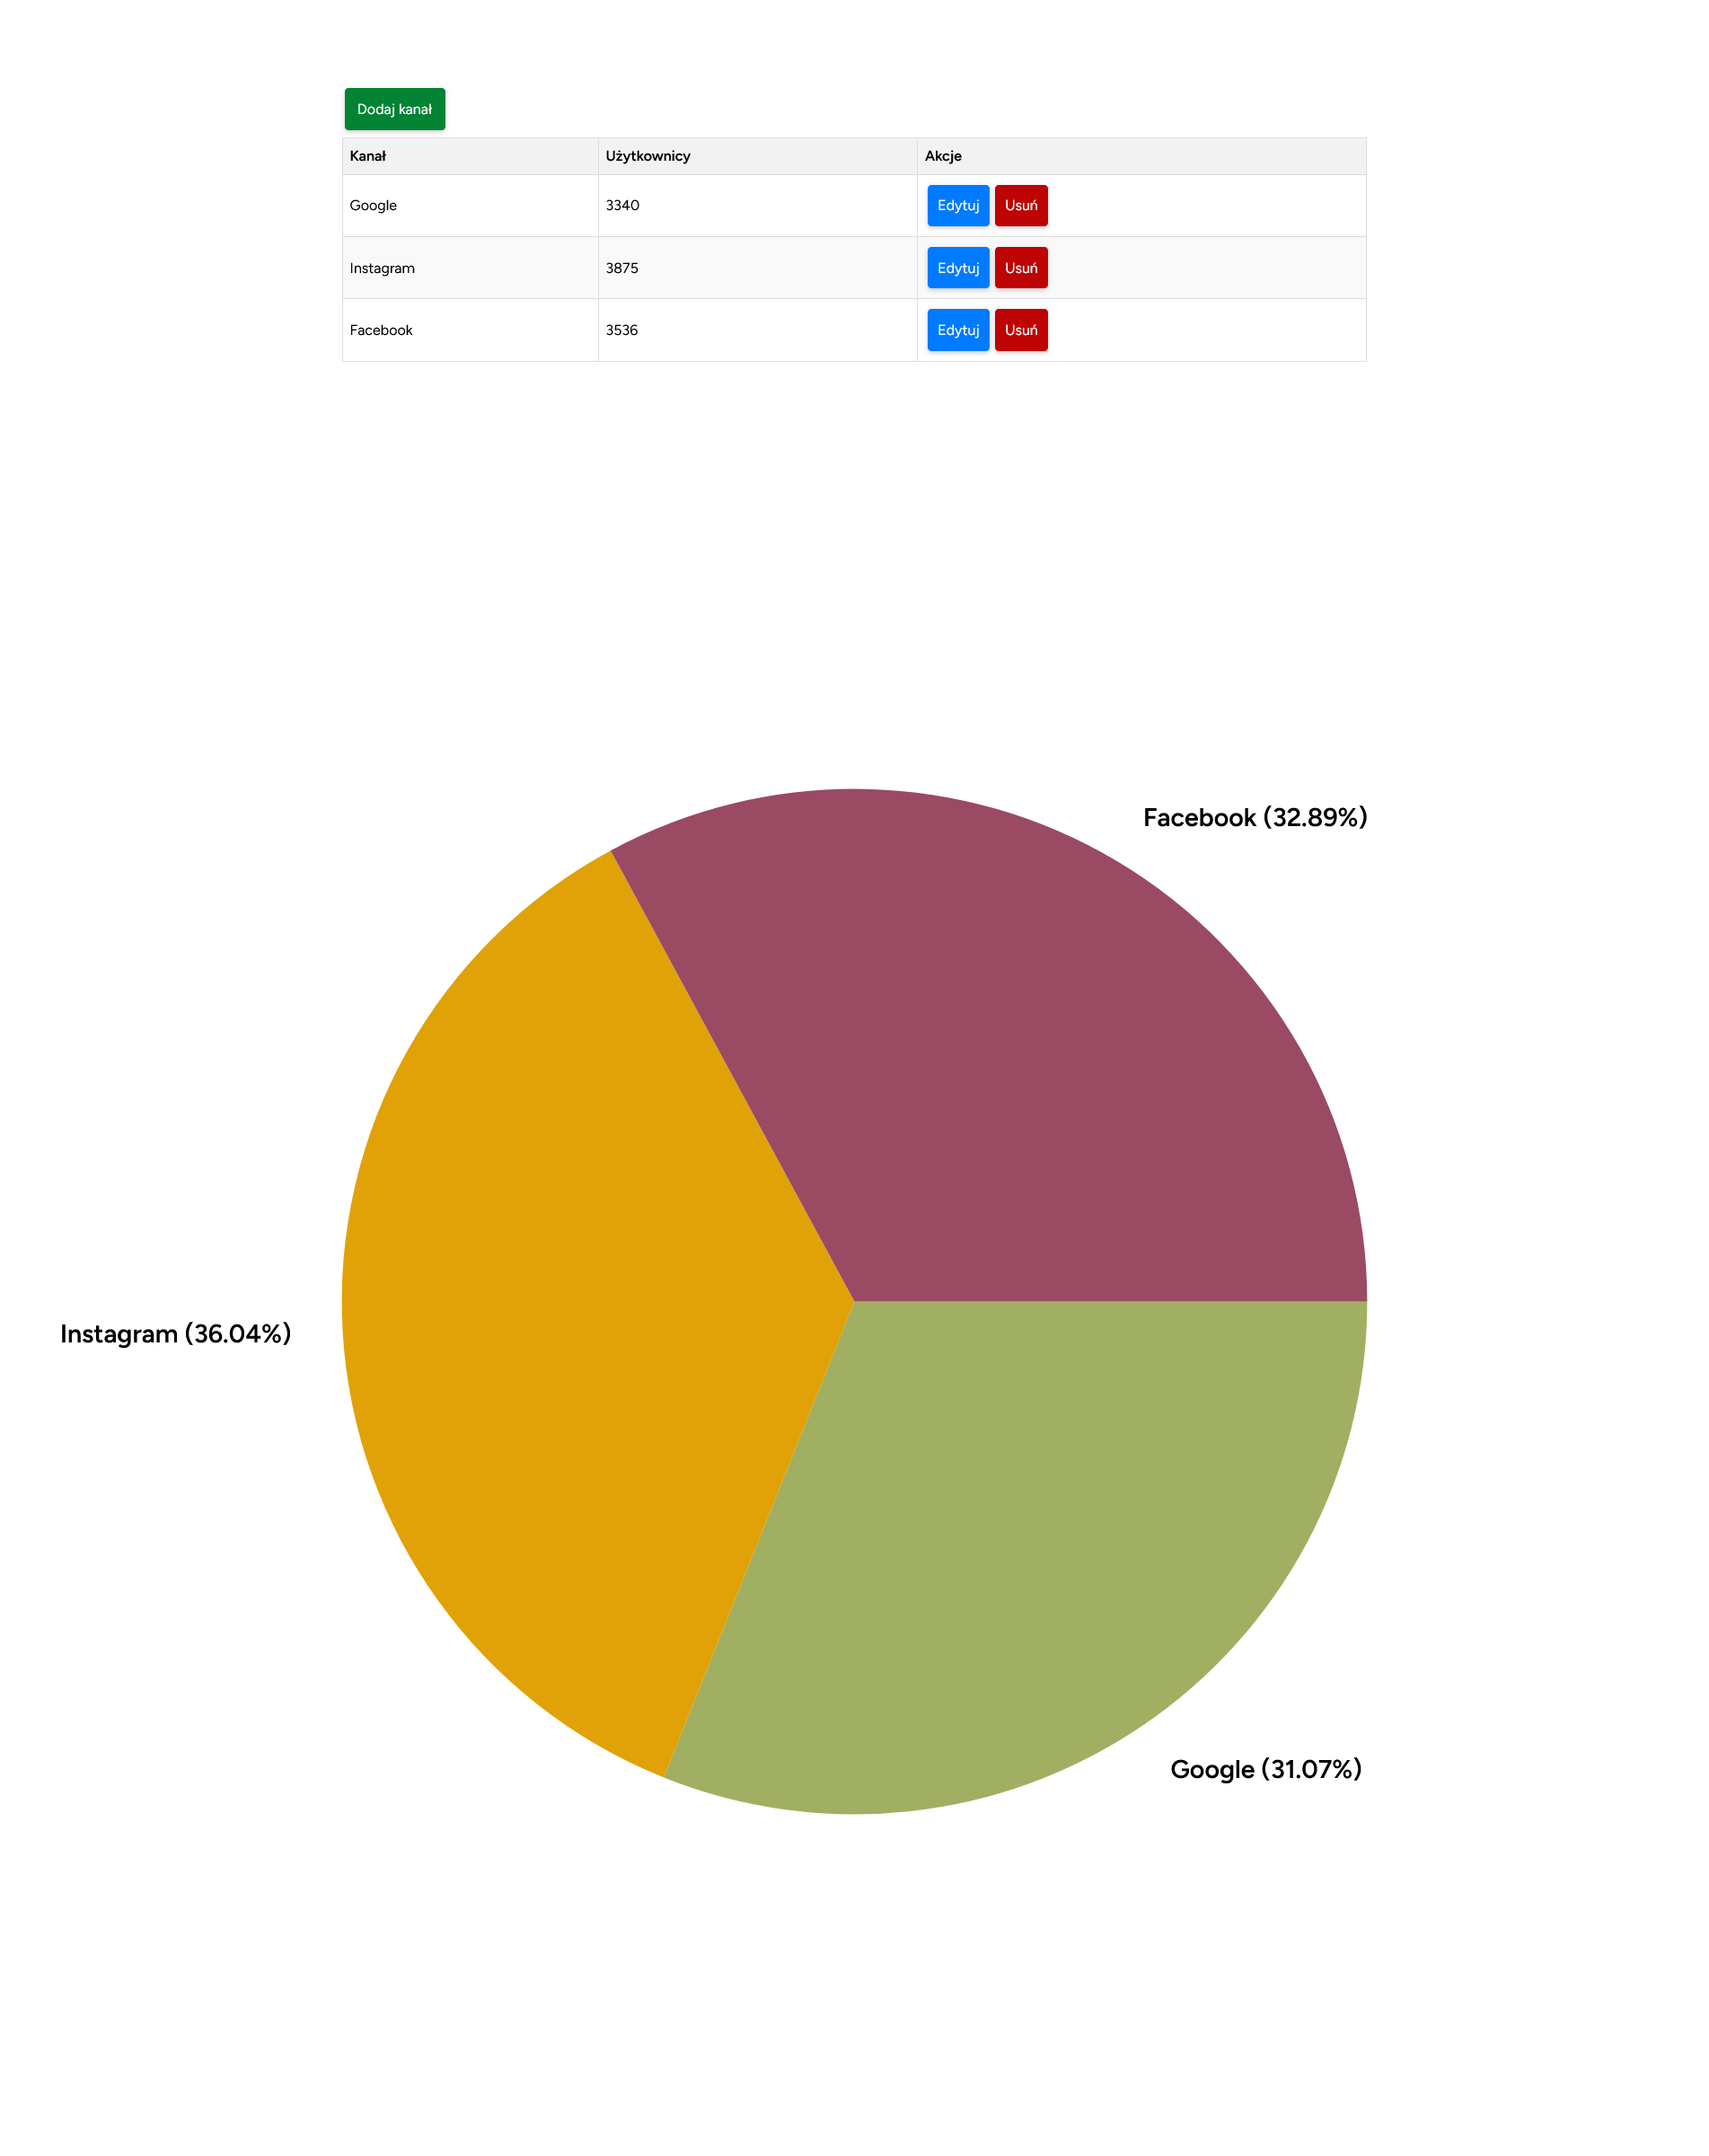 Dodaj kanał
Kanał Użytkownicy Akcje
Google 3340 Edytuj Usuń
Instagram 3875 Edytuj Usuń
Facebook 3536 Edytuj Usuń
Facebook (32.89%)
Instagram (36.04%)
Google (31.07%)